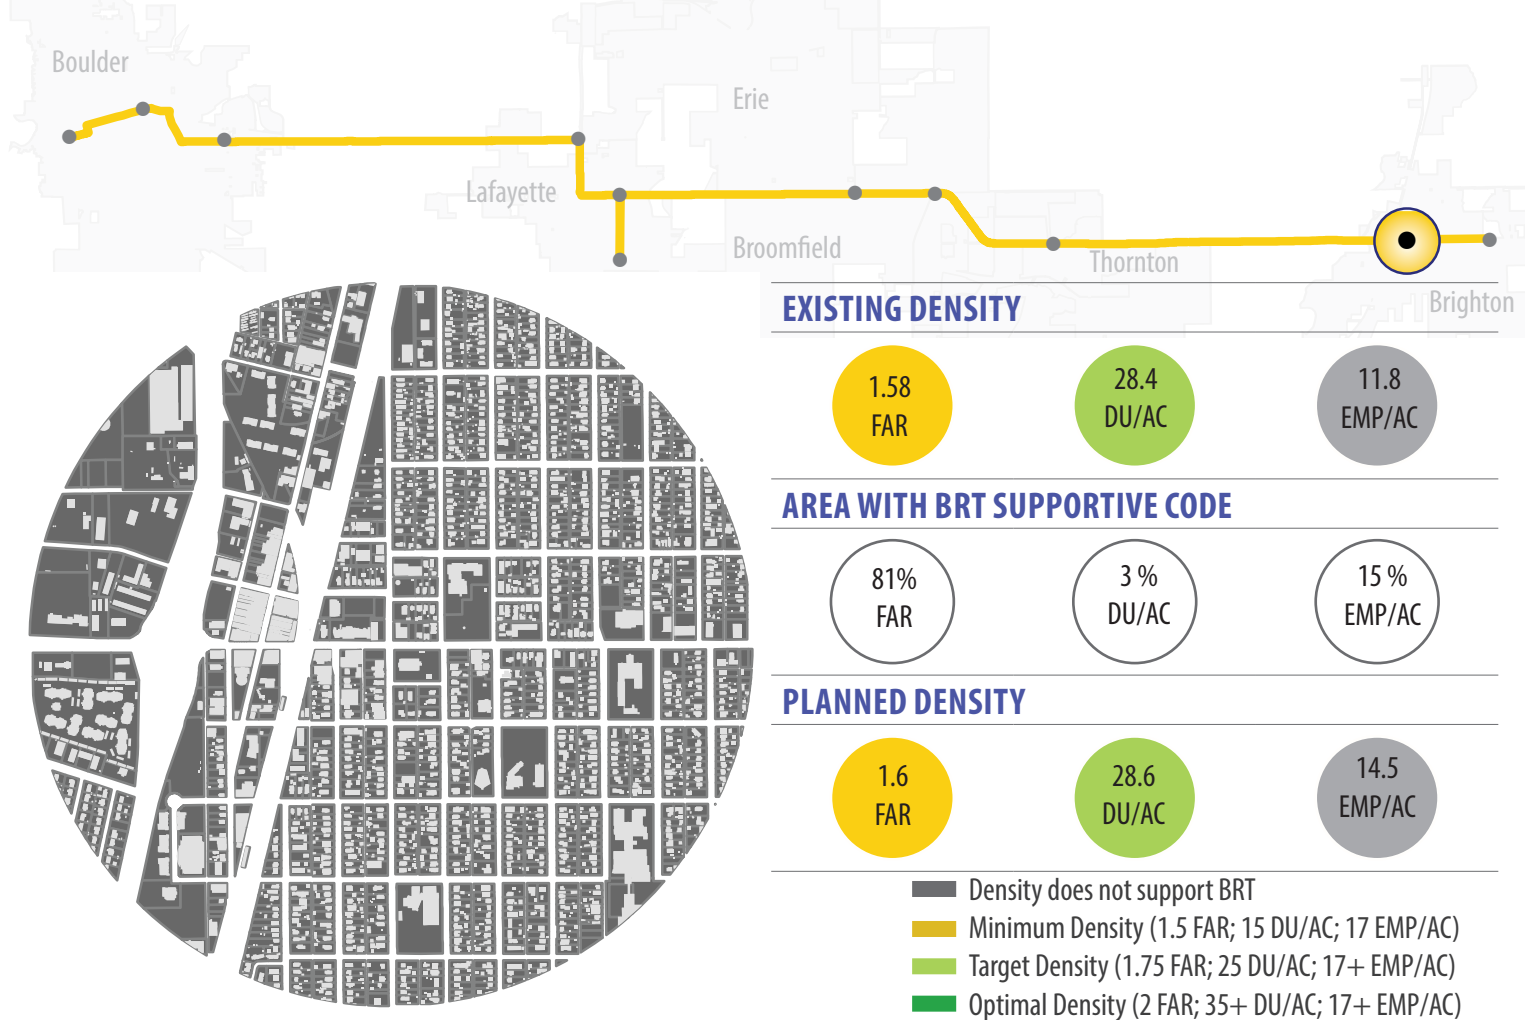 Boulder
Erie
Lafayette
Broomfield
Thornton
Brighton
EXISTING DENSITY
1.58
FAR
28.4
DU/AC
11.8
EMP/AC
AREA WITH BRT SUPPORTIVE CODE
81%
FAR
3 %
DU/AC
15 %
EMP/AC
PLANNED DENSITY
1.6
FAR
28.6
DU/AC
14.5
EMP/AC
Density does not support BRT
Minimum Density (1.5 FAR; 15 DU/AC; 17 EMP/AC)
Target Density (1.75 FAR; 25 DU/AC; 17+ EMP/AC)
Optimal Density (2 FAR; 35+ DU/AC; 17+ EMP/AC)